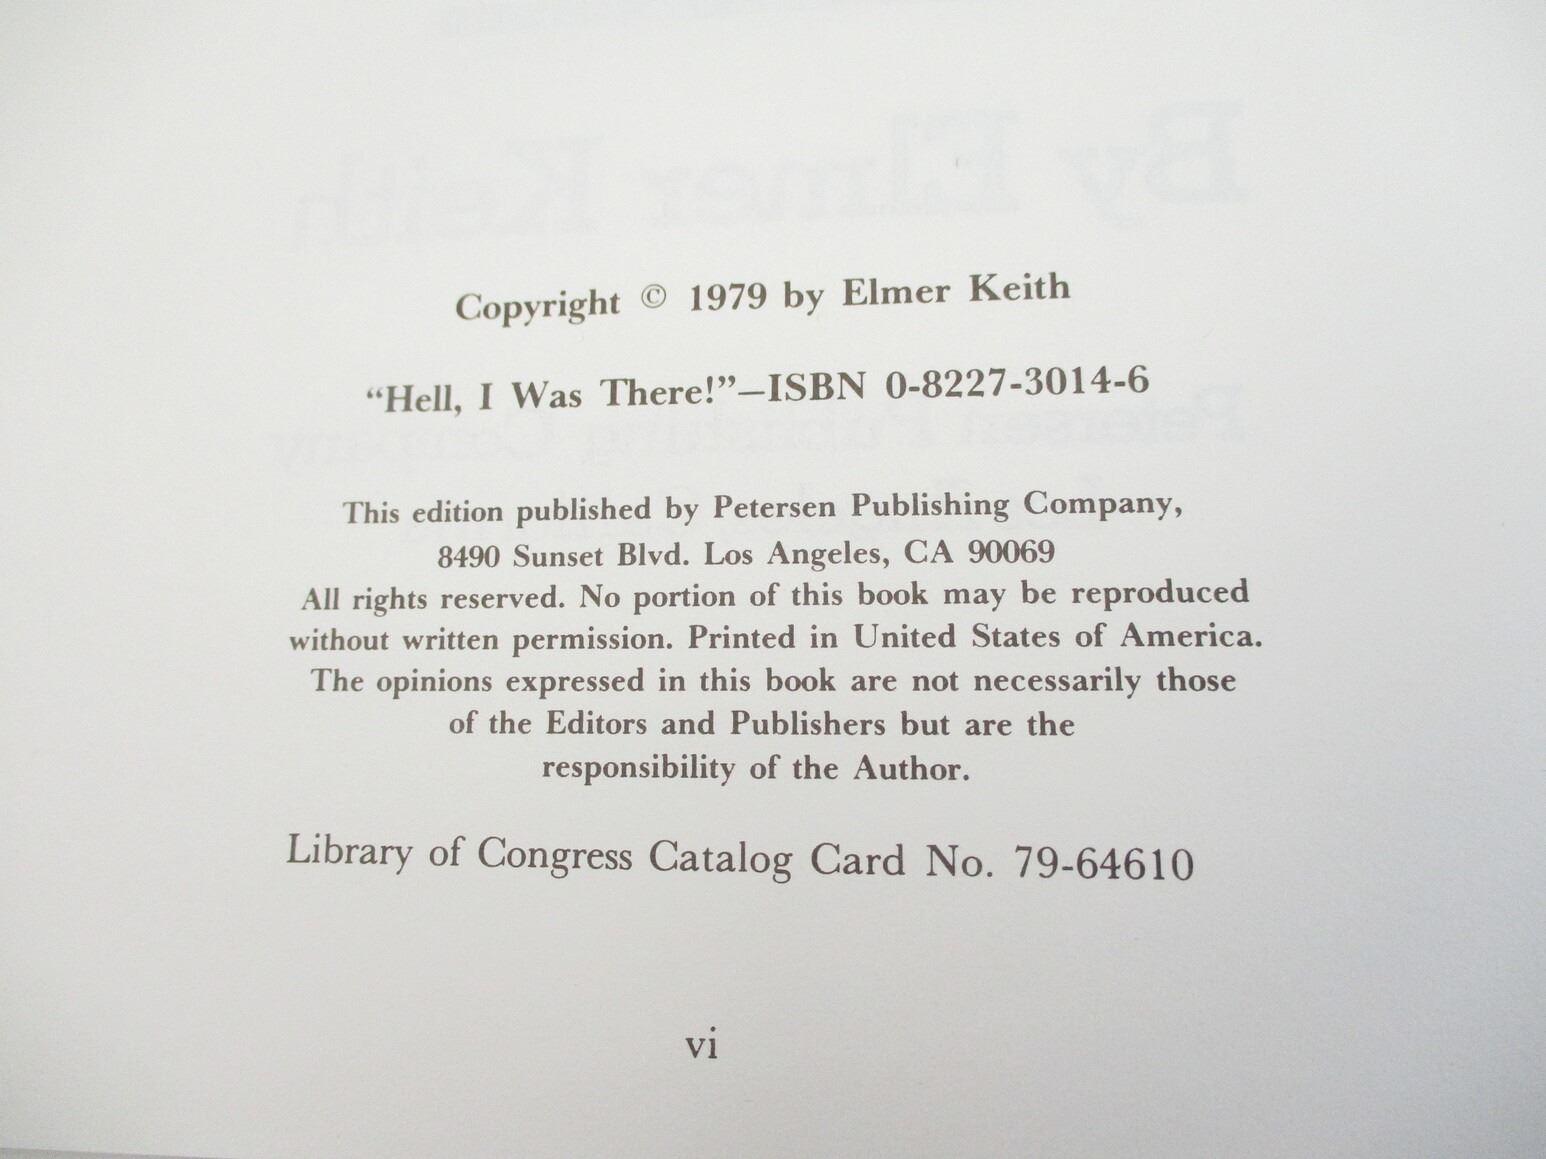 Copyright © 1979 by Elmer Keith
“Hell, I Was There!”—ISBN 0-8227-3014-6
This edition published by Petersen Publishing Company,
8490 Sunset Blvd. Los Angeles, CA 90069
All rights reserved. No portion of this book may be reproduced
without written permission. Printed in United States of America.
The opinions expressed in this book are not necessarily those
of the Editors and Publishers but are the
responsibility of the Author.
Library of Congress Catalog Card No. 79-64610
vi